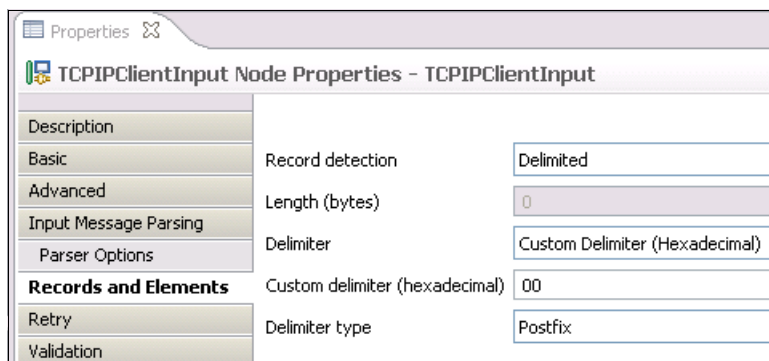 Properties
TCPIPClientInput Node Properties - TCPIPClientInput
Description
Basic
Advanced
Input Message Parsing
Parser Options
Records and Elements
Retry
Validation
Record detection Delimited
Length (bytes) 0
Delimiter Custom Delimiter (Hexadecimal)
Custom delimiter (hexadecimal) 00
Delimiter type Postfix